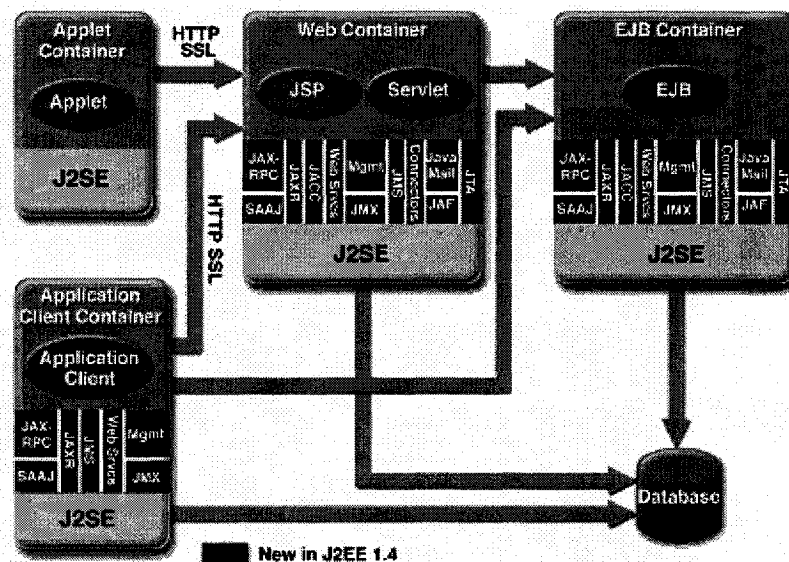 Applet
Container
Applet
J2SE
HTTP
SSL
Web Container
JSP
Servlet
JAX-
RPC
SAAJ
JAXR
JACC
Web Srvcs
Mgmt
JMX
JMS
Connectors
Java
Mail
JAF
JTA
J2SE
EJB Container
EJB
JAX-
RPC
SAAJ
JAXR
JACC
Web Srvcs
Mgmt
JMX
JMS
Connectors
Java
Mail
JAF
JTA
J2SE
HTTP SSL
Application
Client Container
Application
Client
JAX-
RPC
SAAJ
JAXR
JMS
Web Srvcs
Mgmt
JMX
J2SE
Database
New in J2EE 1.4